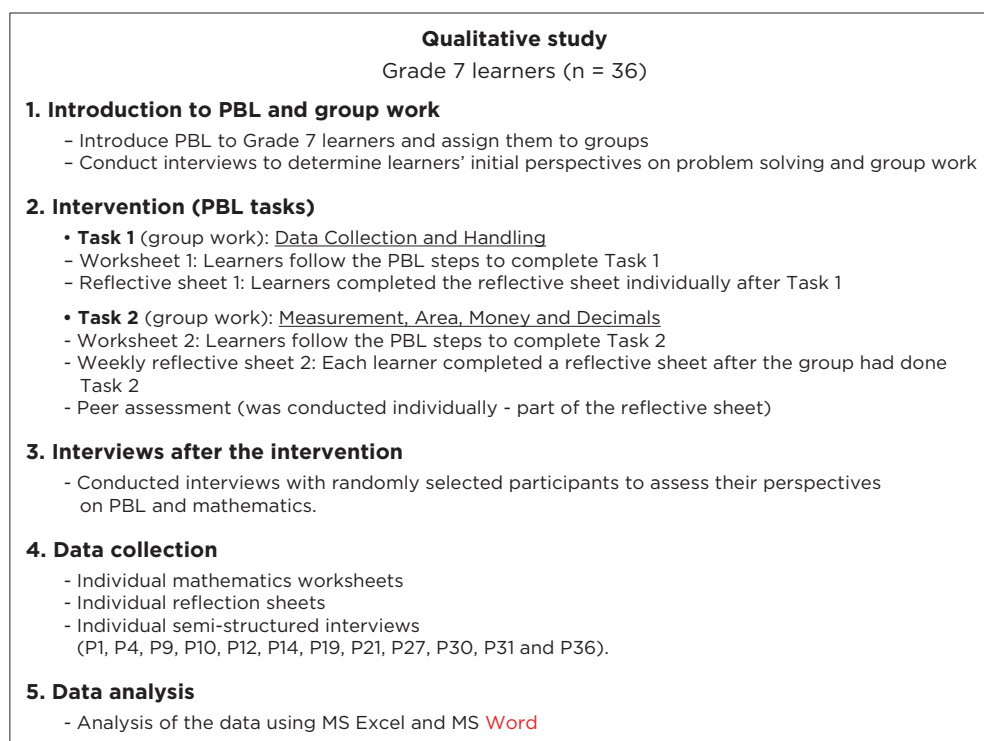 Qualitative study
Grade 7 learners (n = 36)
1. Introduction to PBL and group work
– Introduce PBL to Grade 7 learners and assign them to groups
– Conduct interviews to determine learners’ initial perspectives on problem solving and group work
2. Intervention (PBL tasks)
• Task 1 (group work): Data Collection and Handling
– Worksheet 1: Learners follow the PBL steps to complete Task 1
– Reflective sheet 1: Learners completed the reflective sheet individually after Task 1
• Task 2 (group work): Measurement, Area, Money and Decimals
– Worksheet 2: Learners follow the PBL steps to complete Task 2
– Weekly reflective sheet 2: Each learner completed a reflective sheet after the group had done
Task 2
- Peer assessment (was conducted individually - part of the reflective sheet)
3. Interviews after the intervention
- Conducted interviews with randomly selected participants to assess their perspectives
on PBL and mathematics.
4. Data collection
- Individual mathematics worksheets
- Individual reflection sheets
- Individual semi-structured interviews
(P1, P4, P9, P10, P12, P14, P19, P21, P27, P30, P31 and P36).
5. Data analysis
- Analysis of the data using MS Excel and MS Word